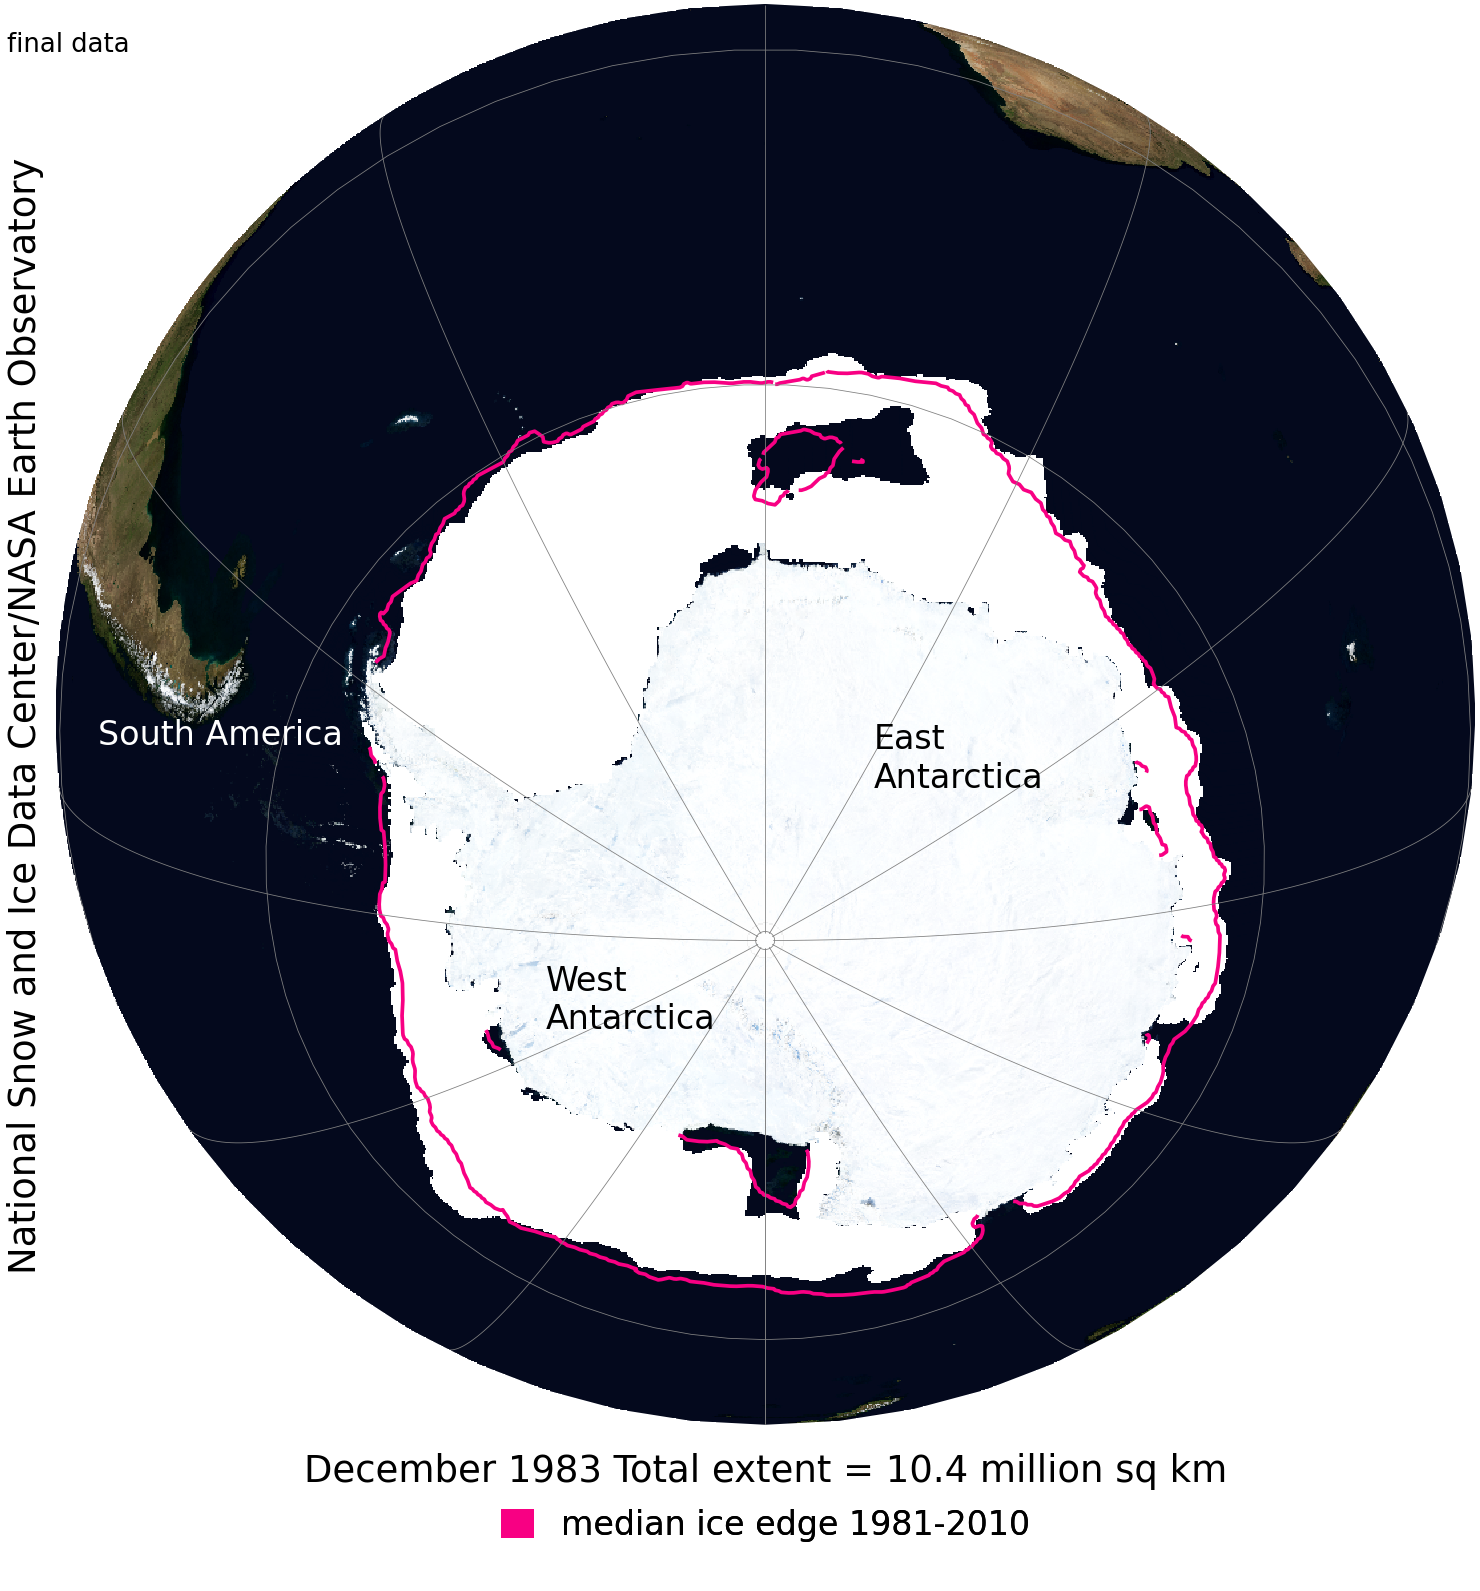 final data
National Snow and Ice Data Center/NASA Earth Observatory
South America
East
Antarctica
West
Antarctica
December 1983 Total extent = 10.4 million sq km
median ice edge 1981-2010